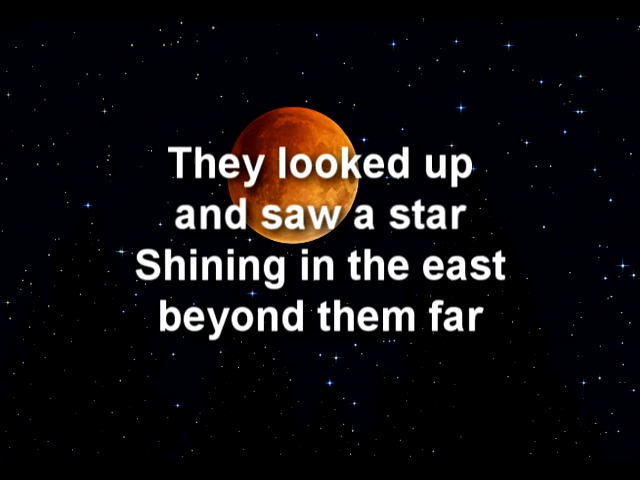 They looked up
and saw a star
Shining in the east
beyond them far